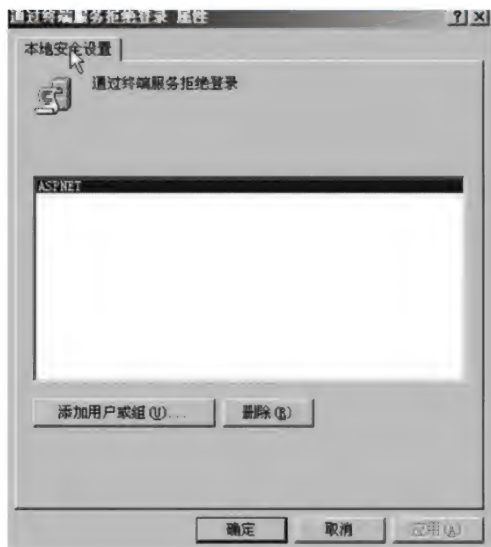 通过终端服务拒绝登录 属性
本地安全设置
通过终端服务拒绝登录
ASPNET
添加用户或组(U)...
删除(R)
确定
取消
应用(A)